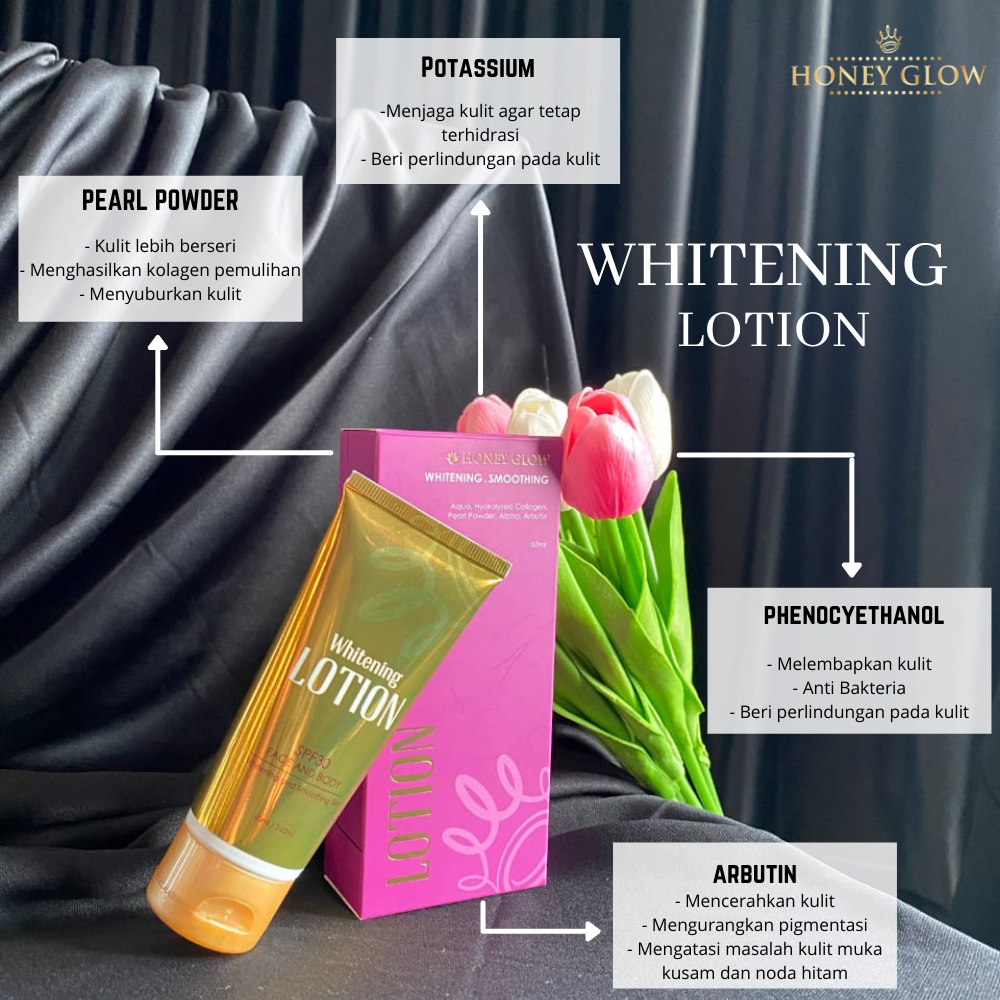 HONEY GLOW
POTASSIUM
-Menjaga kulit agar tetap
terhidrasi
- Beri perlindungan pada kulit
PEARL POWDER
- Kulit lebih berseri
- Menghasilkan kolagen pemulihan
- Menyuburkan kulit
WHITENING
LOTION
HONEY GLOW
WHITENING . SMOOTHING
Aqua, Hydrolysed Collagen,
Pearl Powder, Alpha, Arbutin
60ml
Whitening
LOTION
SPF30
FACE AND BODY
LOTION
PHENOCYETHANOL
- Melembapkan kulit
- Anti Bakteria
- Beri perlindungan pada kulit
ARBUTIN
- Mencerahkan kulit
- Mengurangkan pigmentasi
- Mengatasi masalah kulit muka
kusam dan noda hitam